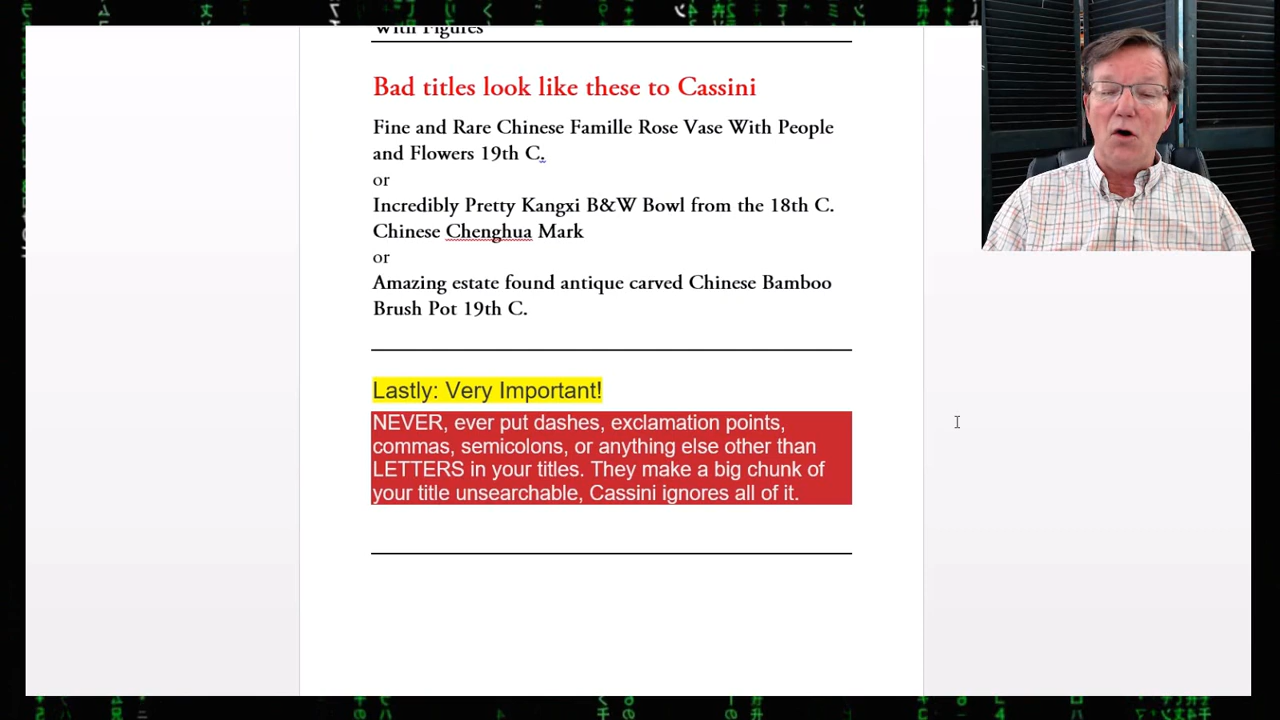 With Figures
Bad titles look like these to Cassini
Fine and Rare Chinese Famille Rose Vase With People
and Flowers 19th C.
or
Incredibly Pretty Kangxi B&W Bowl from the 18th C.
Chinese Chenghua Mark
or
Amazing estate found antique carved Chinese Bamboo
Brush Pot 19th C.
Lastly: Very Important!
NEVER, ever put dashes, exclamation points,
commas, semicolons, or anything else other than
LETTERS in your titles. They make a big chunk of
your title unsearchable, Cassini ignores all of it.